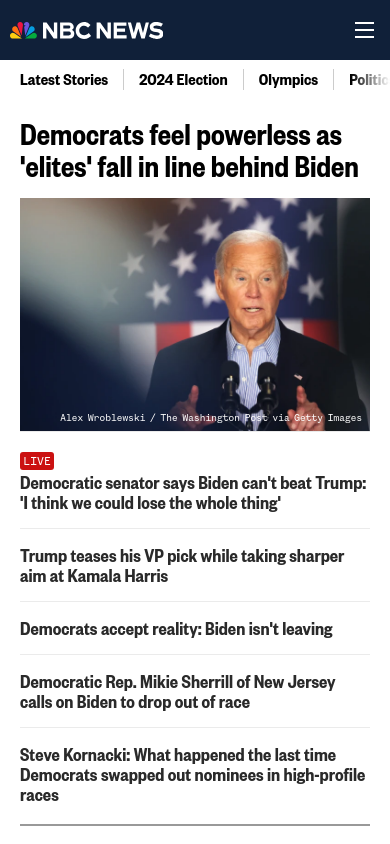 NBC NEWS
Latest Stories
2024 Election
Olympics
Democrats feel powerless as
'elites' fall in line behind Biden
Alex Wroblewski / The Washington Post via Getty Images
LIVE
Democratic senator says Biden can't beat Trump:
'I think we could lose the whole thing'
Trump teases his VP pick while taking sharper
aim at Kamala Harris
Democrats accept reality: Biden isn't leaving
Democratic Rep. Mikie Sherrill of New Jersey
calls on Biden to drop out of race
Steve Kornacki: What happened the last time
Democrats swapped out nominees in high-profile
races